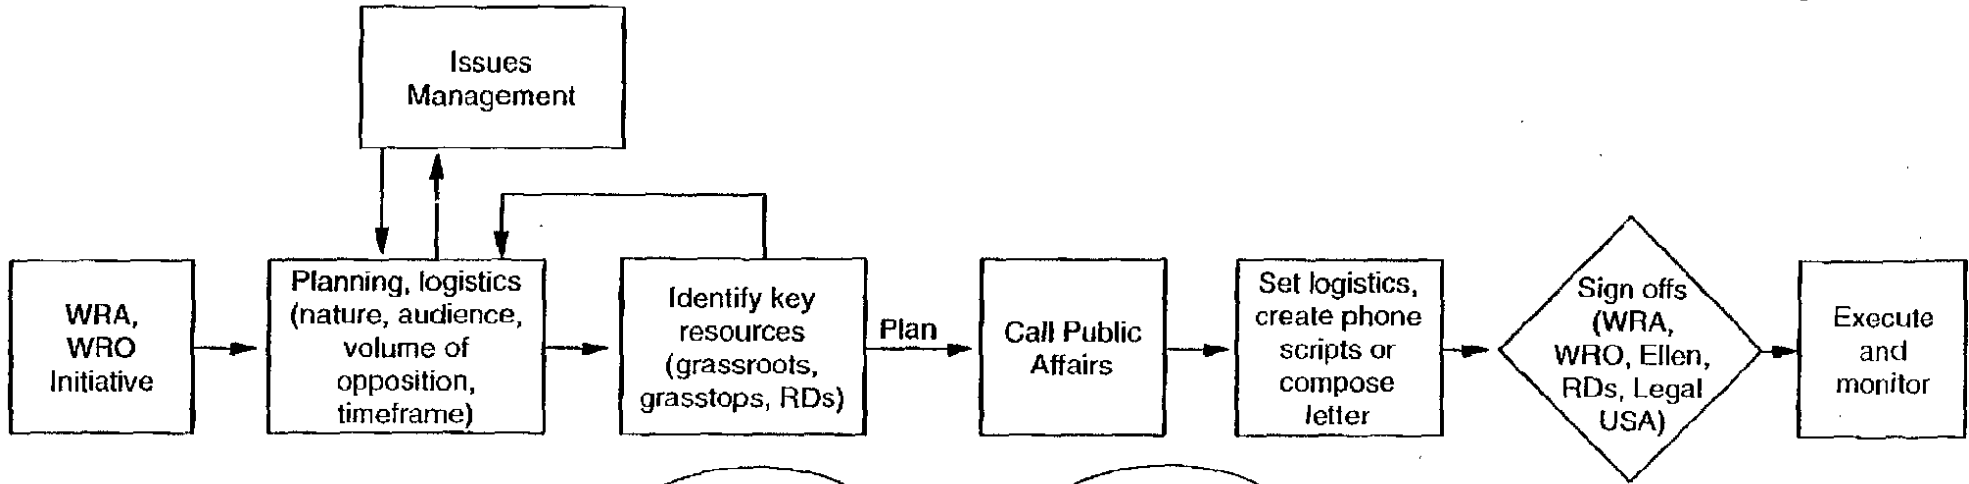 Issues
Management
WRA,
WRO
Initiative
Planning, logistics
(nature, audience,
volume of
opposition,
timeframe)
Identify key
resources
(grassroots,
grasstops, RDs)
Plan
Call Public
Affairs
Set logistics,
create phone
scripts or
compose
letter
Sign offs
(WRA,
WRO, Ellen,
RDs, Legal
USA)
Execute
and
monitor